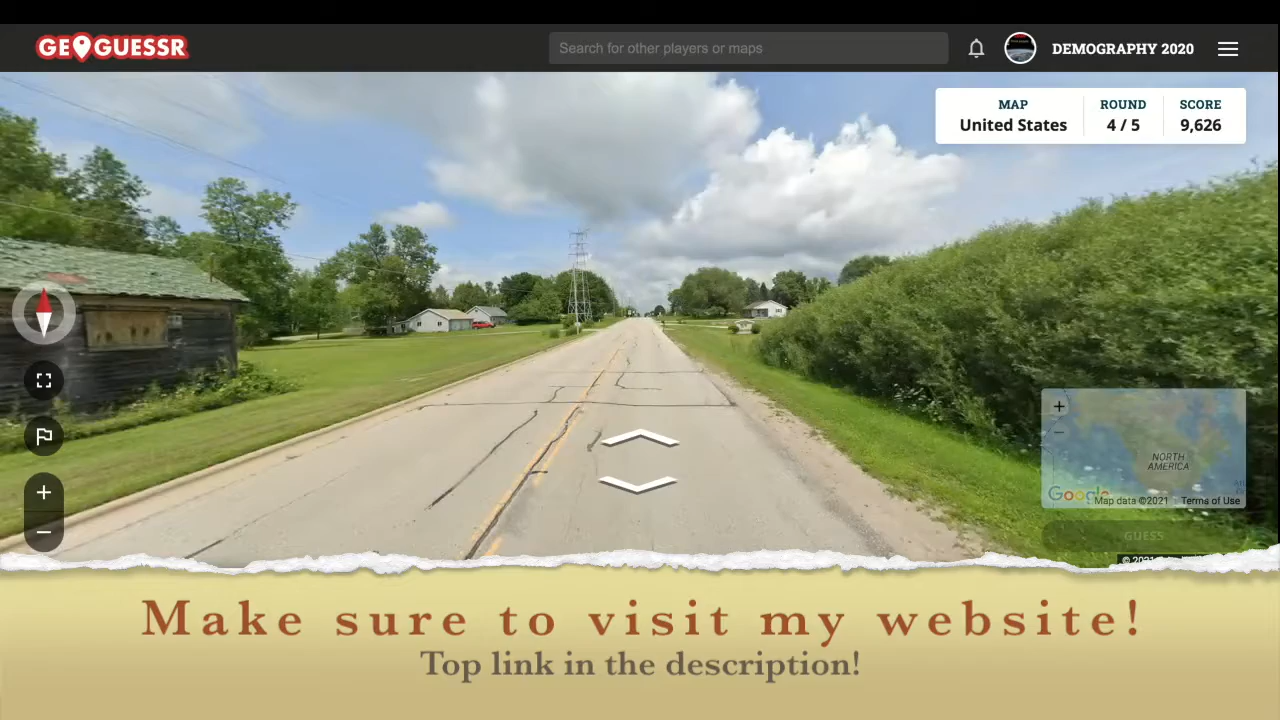 GEOGUESSR
Search for other players or maps
DEMOGRAPHY 2020
MAP ROUND SCORE
United States 4 / 5 9,626
NORTH
AMERICA
Google Map data ©2021 Terms of Use
GUESS
Make sure to visit my website!
Top link in the description!